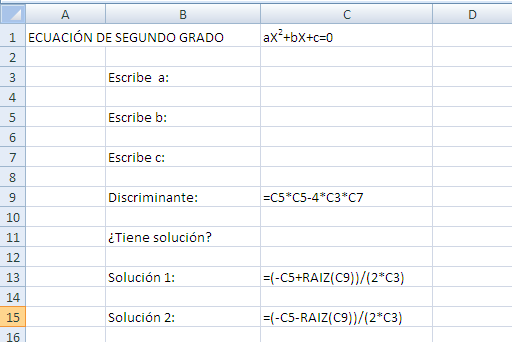 A B C D
1 ECUACIÓN DE SEGUNDO GRADO aX²+bX+c=0
2
3 Escribe a:
4
5 Escribe b:
6
7 Escribe c:
8
9 Discriminante: =C5*C5-4*C3*C7
10
11 ¿Tiene solución?
12
13 Solución 1: =(-C5+RAIZ(C9))/(2*C3)
14
15 Solución 2: =(-C5-RAIZ(C9))/(2*C3)
16